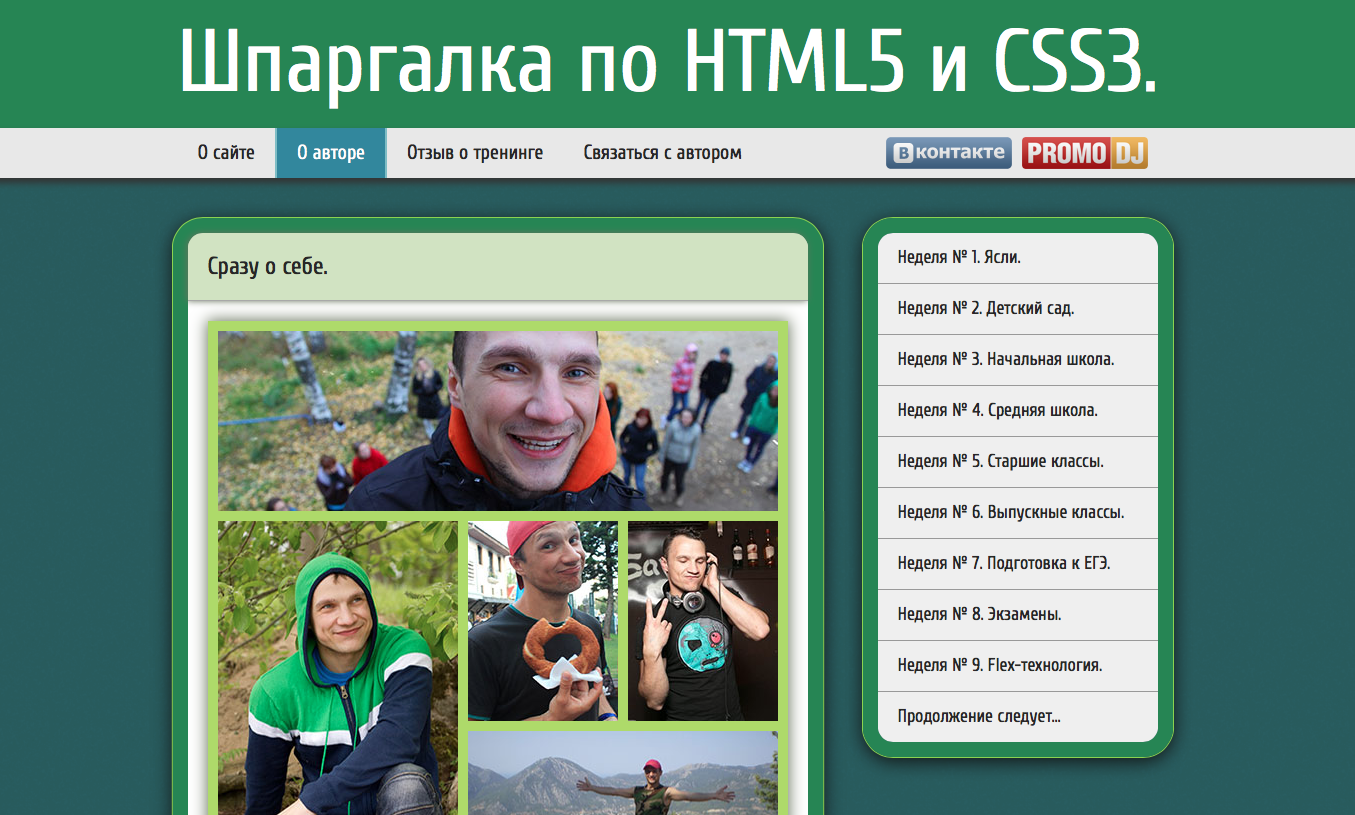 Шпаргалка по HTML5 и CSS3.
О сайте
О авторе
Отзыв о тренинге
Связаться с автором
В контакте
PROMO DJ
Сразу о себе.
Неделя № 1. Ясли.
Неделя № 2. Детский сад.
Неделя № 3. Начальная школа.
Неделя № 4. Средняя школа.
Неделя № 5. Старшие классы.
Неделя № 6. Выпускные классы.
Неделя № 7. Подготовка к ЕГЭ.
Неделя № 8. Экзамены.
Неделя № 9. Flex-технология.
Продолжение следует...